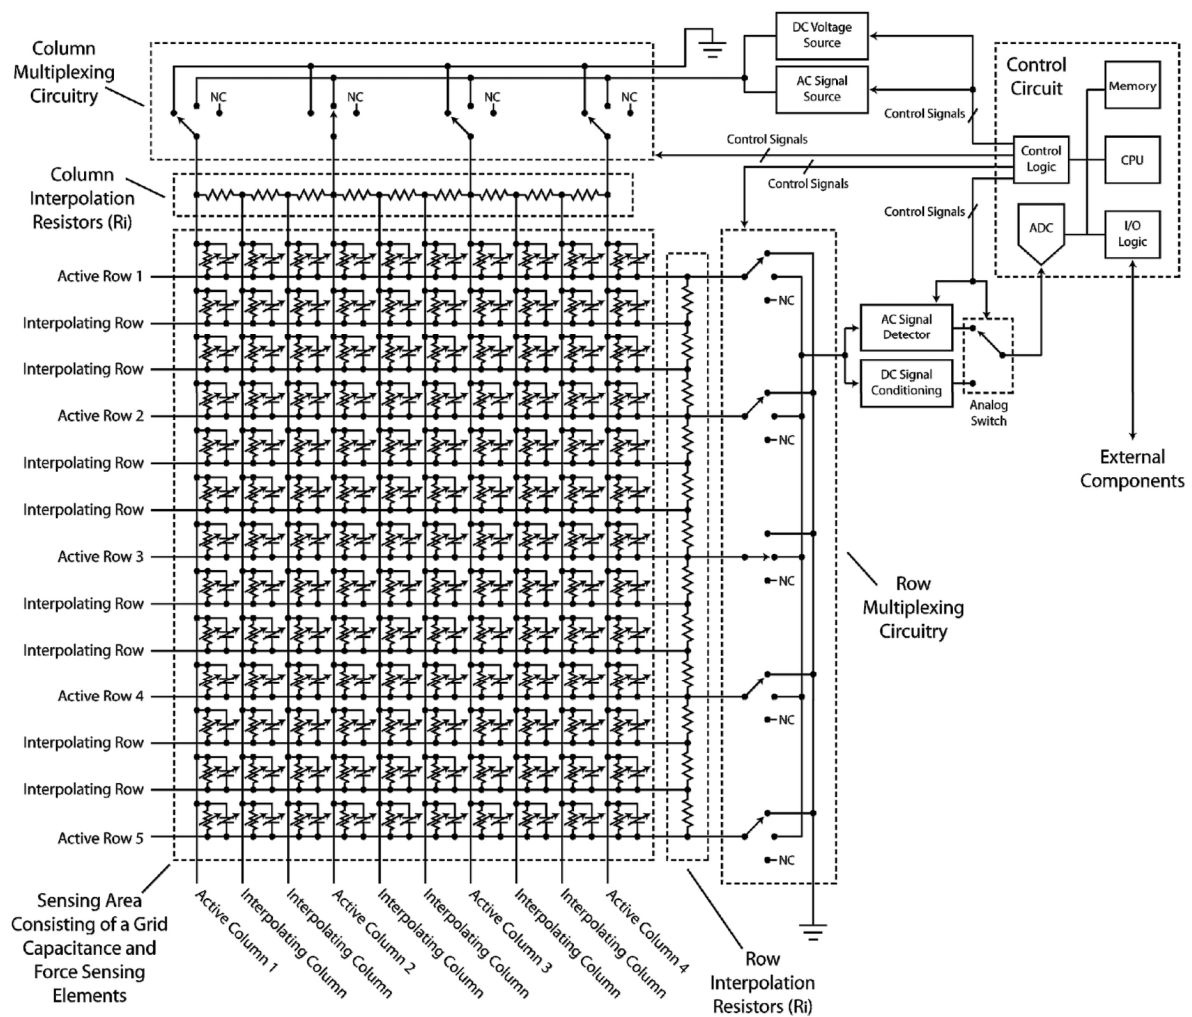 Column
Multiplexing
Circuitry
NC
NC
NC
NC
DC Voltage
Source
AC Signal
Source
Control Signals
Control Signals
Control Signals
Control Signals
Control
Circuit
Memory
Control
Logic
CPU
ADC
I/O
Logic
Column
Interpolation
Resistors (Ri)
Active Row 1
Interpolating Row
Interpolating Row
Active Row 2
Interpolating Row
Interpolating Row
Active Row 3
Interpolating Row
Interpolating Row
Active Row 4
Interpolating Row
Interpolating Row
Active Row 5
NC
NC
NC
NC
NC
AC Signal
Detector
DC Signal
Conditioning
Analog
Switch
External
Components
Row
Multiplexing
Circuitry
Sensing Area
Consisting of a Grid
Capacitance and
Force Sensing
Elements
Active Column 1
Interpolating Column
Interpolating Column
Active Column 2
Interpolating Column
Interpolating Column
Active Column 3
Interpolating Column
Interpolating Column
Active Column 4
Row
Interpolation
Resistors (Ri)